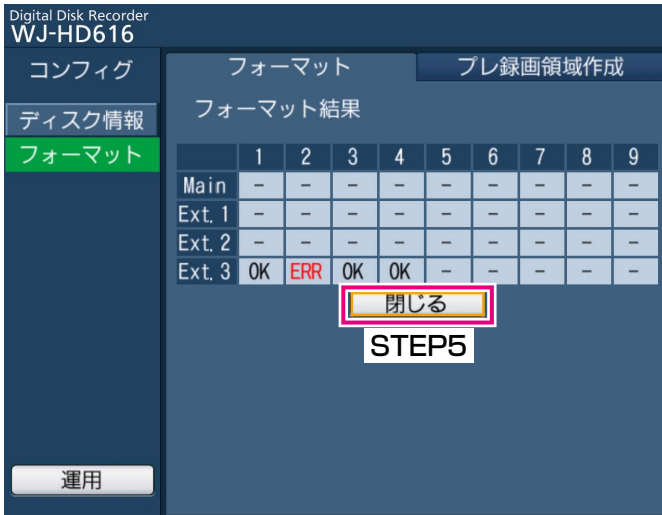 Digital Disk Recorder
WJ-HD616
コンフィグ
ディスク情報
フォーマット
運用
フォーマット プレ録画領域作成
フォーマット結果
1 2 3 4 5 6 7 8 9
Main − − − − − − − − −
Ext. 1 − − − − − − − − −
Ext. 2 − − − − − − − − −
Ext. 3 OK ERR OK OK − − − − −
閉じる
STEP5